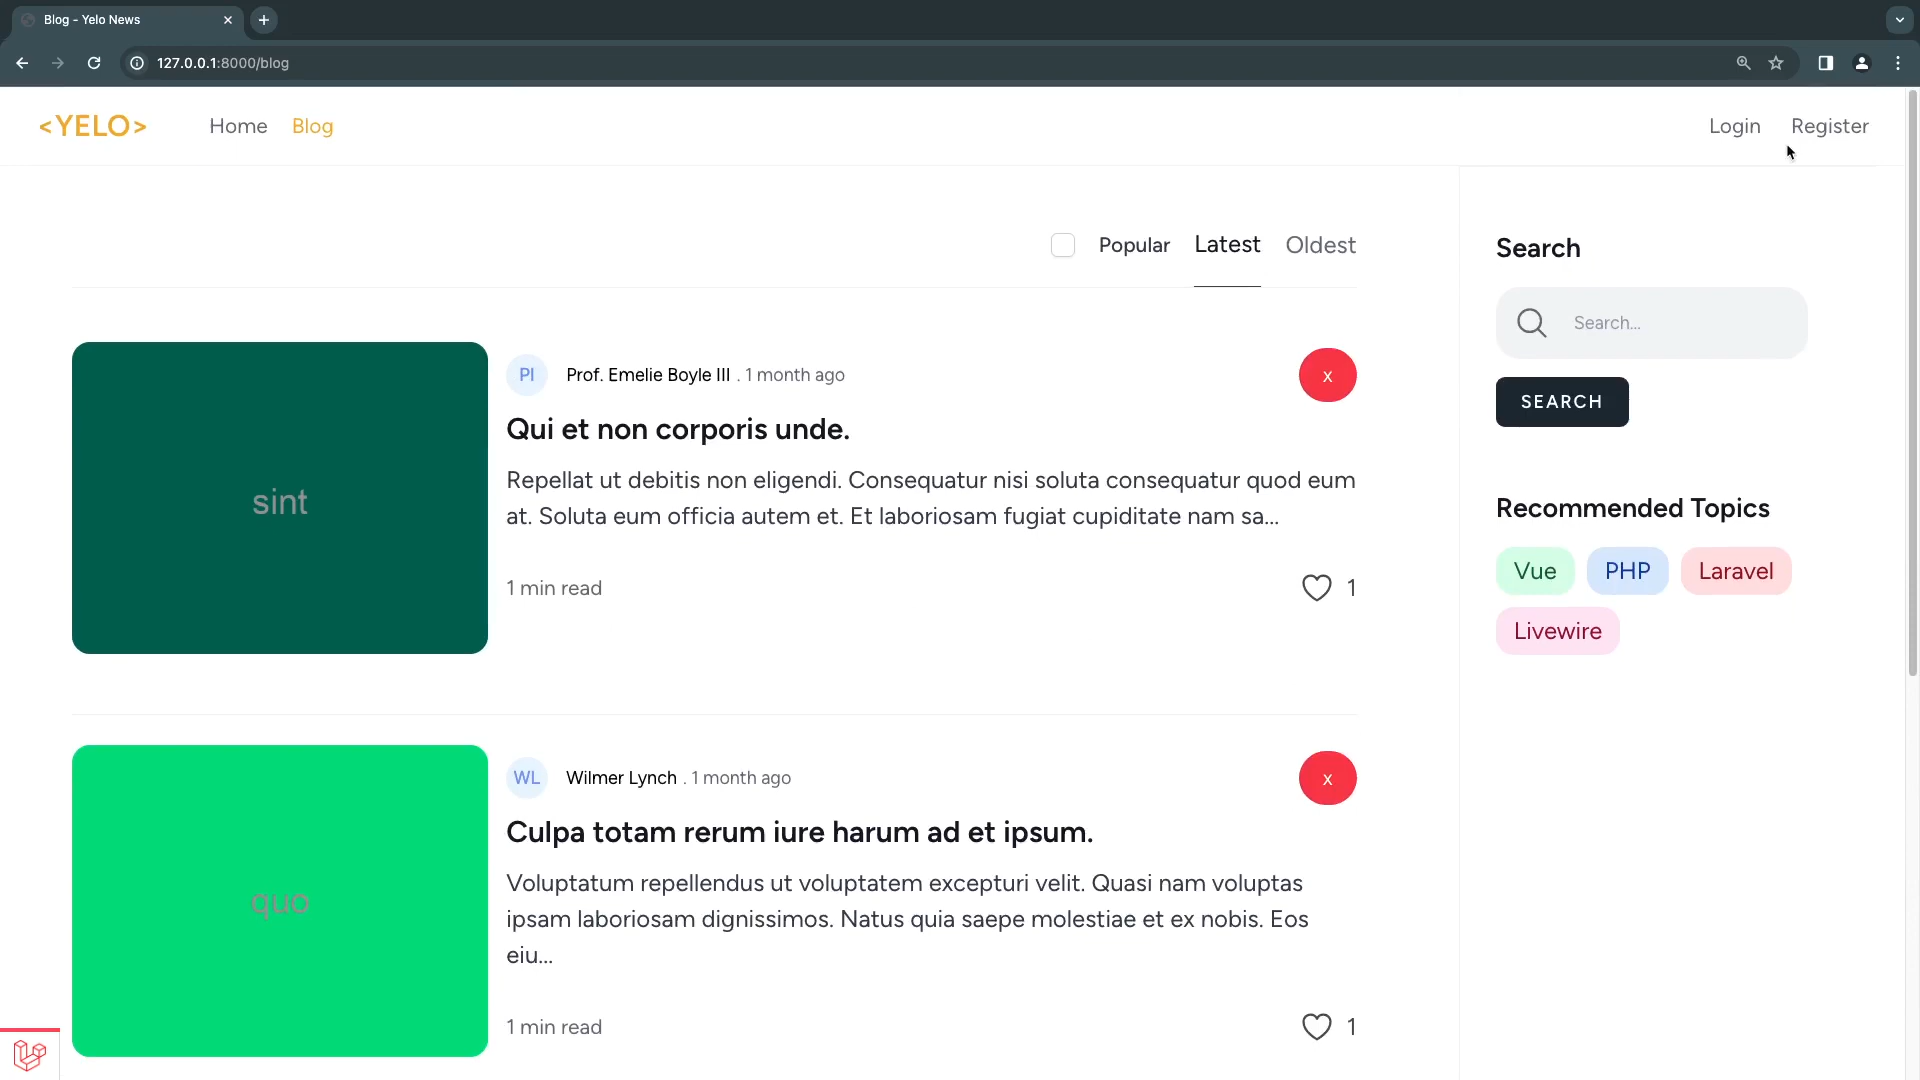 Blog - Yelo News
127.0.0.1:8000/blog
<YELO>
Home
Blog
Login
Register
Popular
Latest
Oldest
Search
Search...
SEARCH
Recommended Topics
Vue
PHP
Laravel
Livewire
sint
PI
Prof. Emelie Boyle III . 1 month ago
x
Qui et non corporis unde.
Repellat ut debitis non eligendi. Consequatur nisi soluta consequatur quod eum
at. Soluta eum officia autem et. Et laboriosam fugiat cupiditate nam sa...
1 min read
1
quo
WL
Wilmer Lynch . 1 month ago
x
Culpa totam rerum iure harum ad et ipsum.
Voluptatum repellendus ut voluptatem excepturi velit. Quasi nam voluptas
ipsam laboriosam dignissimos. Natus quia saepe molestiae et ex nobis. Eos
eiu...
1 min read
1